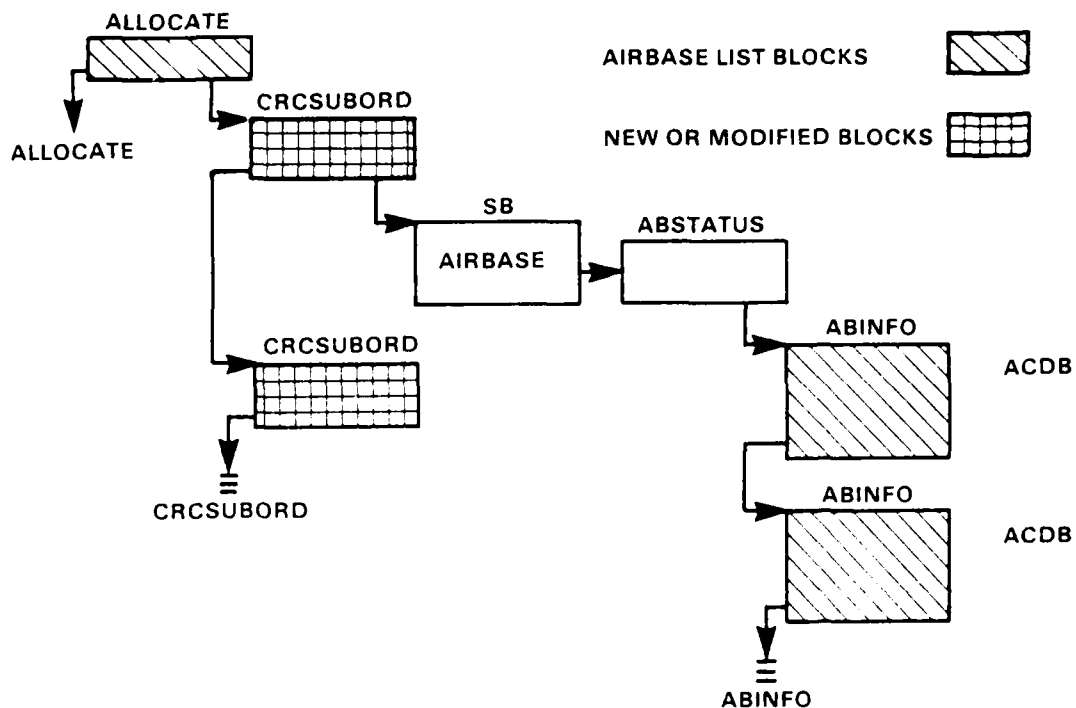 ALLOCATE
AIRBASE LIST BLOCKS
CRCSUBORD
ALLOCATE
NEW OR MODIFIED BLOCKS
SB
ABSTATUS
AIRBASE
CRCSUBORD
ABINFO
ACDB
CRCSUBORD
ABINFO
ACDB
ABINFO